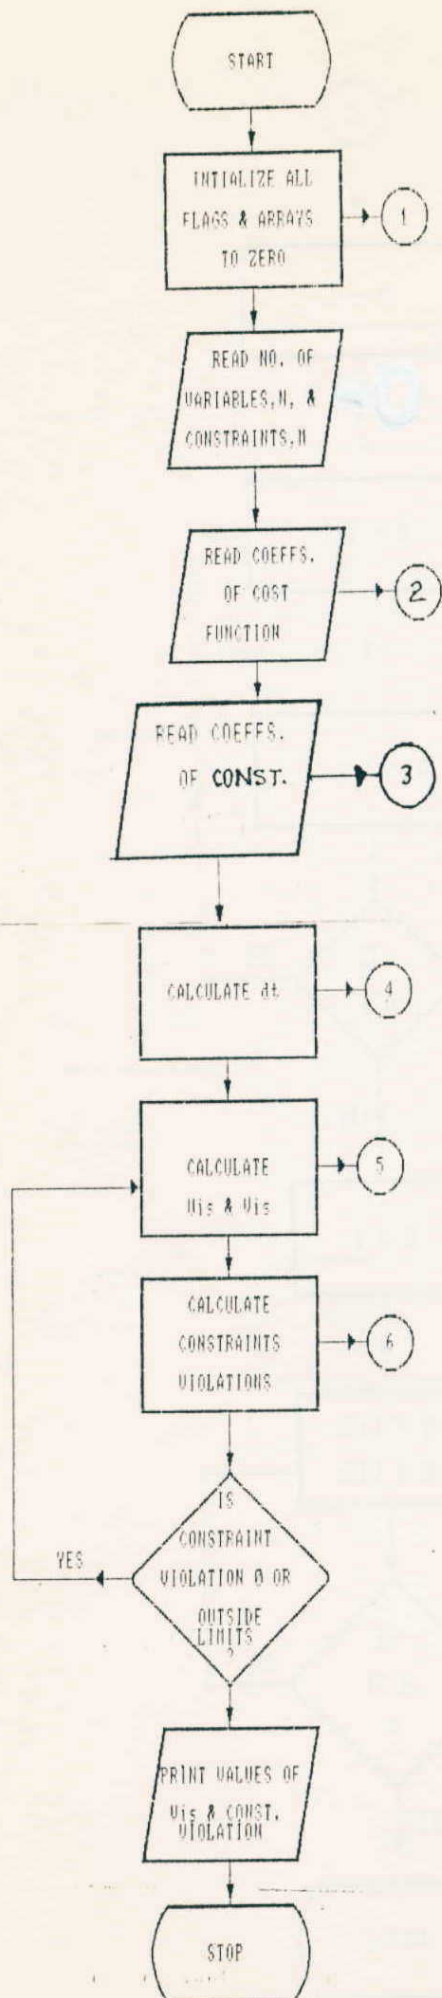 START
INTIALIZE ALL
FLAGS & ARRAYS
TO ZERO
1
READ NO. OF
VARIABLES,N, &
CONSTRAINTS,M
READ COEFFS.
OF COST
FUNCTION
2
READ COEFFS.
OF CONST.
3
CALCULATE dt
4
CALCULATE
Uis & Vis
5
CALCULATE
CONSTRAINTS
VIOLATIONS
6
IS
CONSTRAINT
VIOLATION 0 OR
OUTSIDE
LIMITS
?
YES
PRINT VALUES OF
Vis & CONST.
VIOLATION
STOP